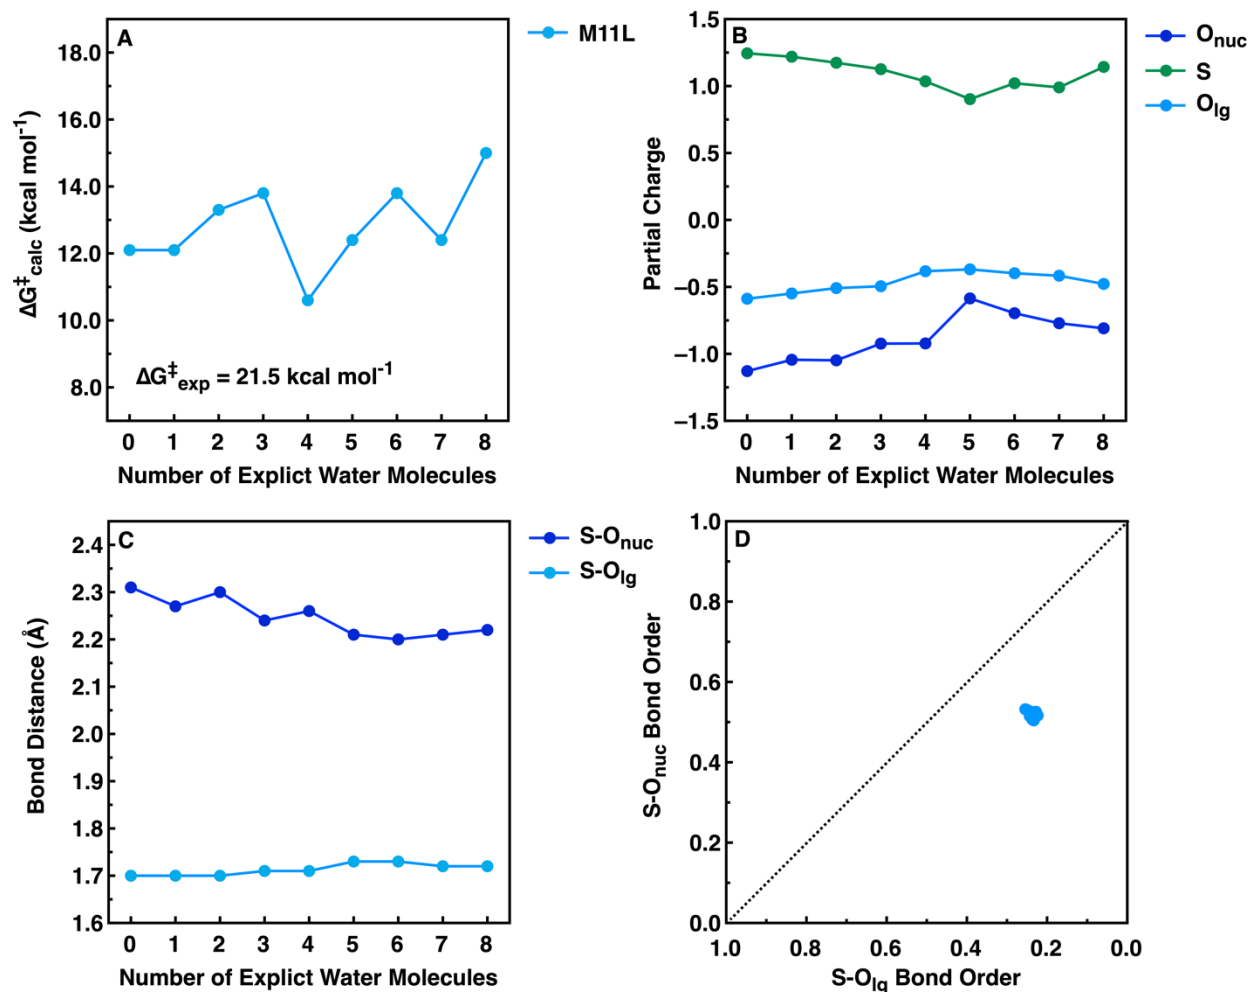 A
M11L
18.0
16.0
14.0
12.0
10.0
8.0
ΔG‡calc (kcal mol-1)
ΔG‡exp = 21.5 kcal mol-1
0 1 2 3 4 5 6 7 8
Number of Explict Water Molecules
B
Onuc
S
Olg
1.5
1.0
0.5
0.0
−0.5
−1.0
−1.5
Partial Charge
0 1 2 3 4 5 6 7 8
Number of Explict Water Molecules
C
S-Onuc
S-Olg
2.4
2.3
2.2
2.1
2.0
1.9
1.8
1.7
1.6
Bond Distance (Å)
0 1 2 3 4 5 6 7 8
Number of Explict Water Molecules
D
1.0
0.8
0.6
0.4
0.2
0.0
S-Onuc Bond Order
1.0 0.8 0.6 0.4 0.2 0.0
S-Olg Bond Order